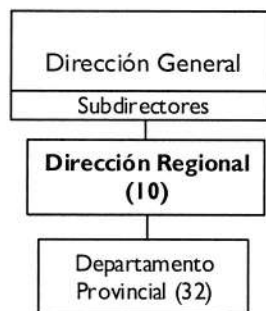 Dirección General
Subdirectores
Dirección Regional
(10)
Departamento
Provincial (32)